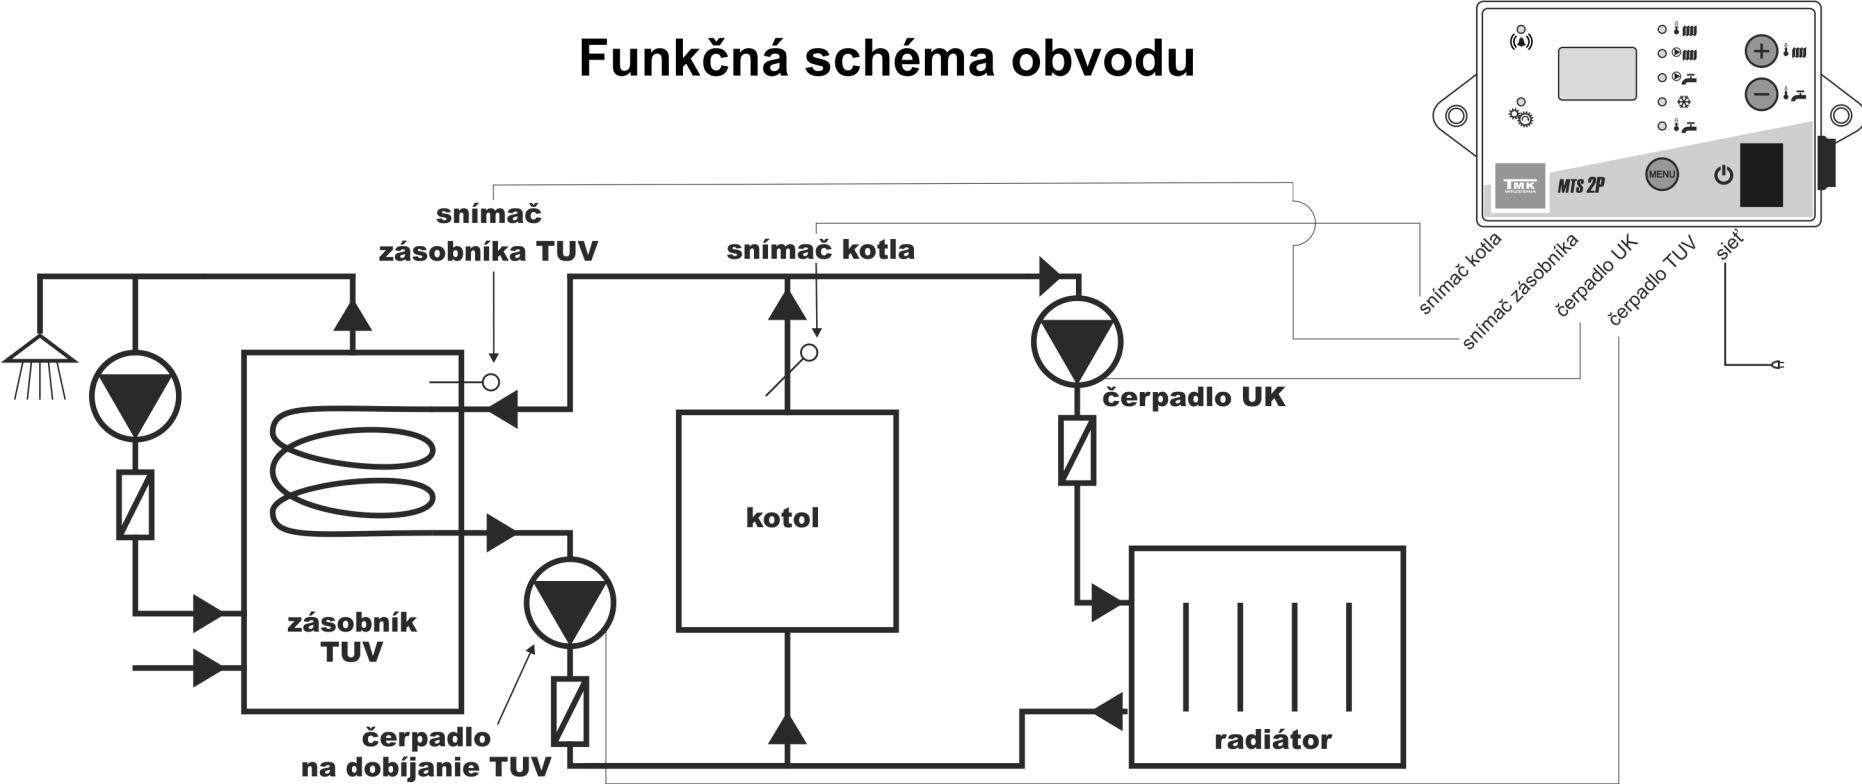 Funkčná schéma obvodu
TMK
MTS 2P
MENU
snímač kotla
snímač zásobníka
čerpadlo UK
čerpadlo TUV
sieť
snímač
zásobníka TUV
snímač kotla
čerpadlo UK
kotol
zásobník
TUV
čerpadlo
na dobíjanie TUV
radiátor